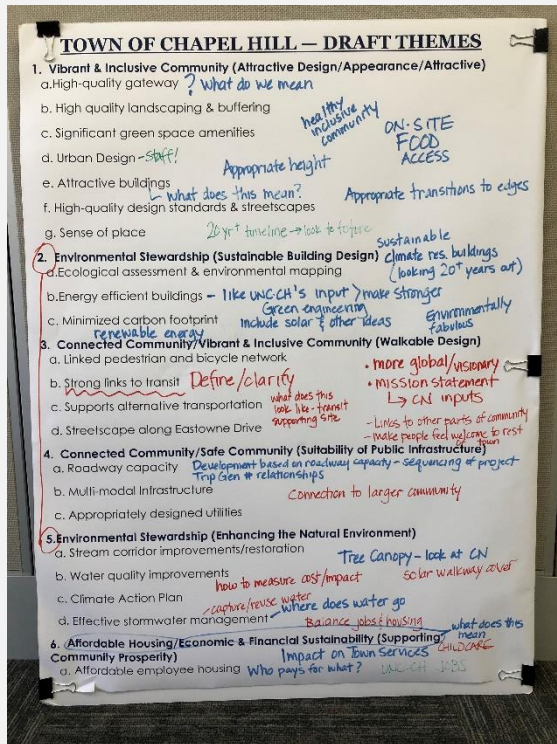 TOWN OF CHAPEL HILL — DRAFT THEMES
1. Vibrant & Inclusive Community (Attractive Design/Appearance/Attractive)
a.High-quality gateway ? What do we mean
b. High quality landscaping & buffering
healthy inclusive community
c. Significant green space amenities
ON-SITE FOOD ACCESS
d. Urban Design - Staff!
Appropriate height
e. Attractive buildings
What does this mean?
Appropriate transitions to edges
f. High-quality design standards & streetscapes
g. Sense of place
20 yr+ timeline → look to future
sustainable
2. Environmental Stewardship (Sustainable Building Design) climate res. buildings
(looking 20+ years out)
a.Ecological assessment & environmental mapping
b.Energy efficient buildings - like UNC-CH's input > make stronger
Green engineering
c. Minimized carbon footprint include solar & other ideas
Environmentally fabulous
renewable energy
3. Connected Community/Vibrant & Inclusive Community (Walkable Design)
a. Linked pedestrian and bicycle network
• more global/visionary
b. Strong links to transit Define/clarify
• mission statement
↳ CN inputs
c. Supports alternative transportation
what does this look like - transit supporting site
- Links to other parts of community
d. Streetscape along Eastowne Drive
- make people feel welcome to rest of town
4. Connected Community/Safe Community (Suitability of Public Infrastructure)
a. Roadway capacity Development based on roadway capacity - sequencing of project
Trip Gen # relationships
b. Multi-modal Infrastructure
Connection to larger community
c. Appropriately designed utilities
5.Environmental Stewardship (Enhancing the Natural Environment)
a. Stream corridor improvements/restoration
Tree Canopy - look at CN
b. Water quality improvements
Solar walkway cover
how to measure cost/impact
c. Climate Action Plan
capture/reuse water
where does water go
d. Effective stormwater management
Balance jobs & housing
what does this mean
6. Affordable Housing/Economic & Financial Sustainability (Supporting Community Prosperity)
CHILDCARE
Impact on Town Services
a. Affordable employee housing Who pays for what? UNC-CH JOBS